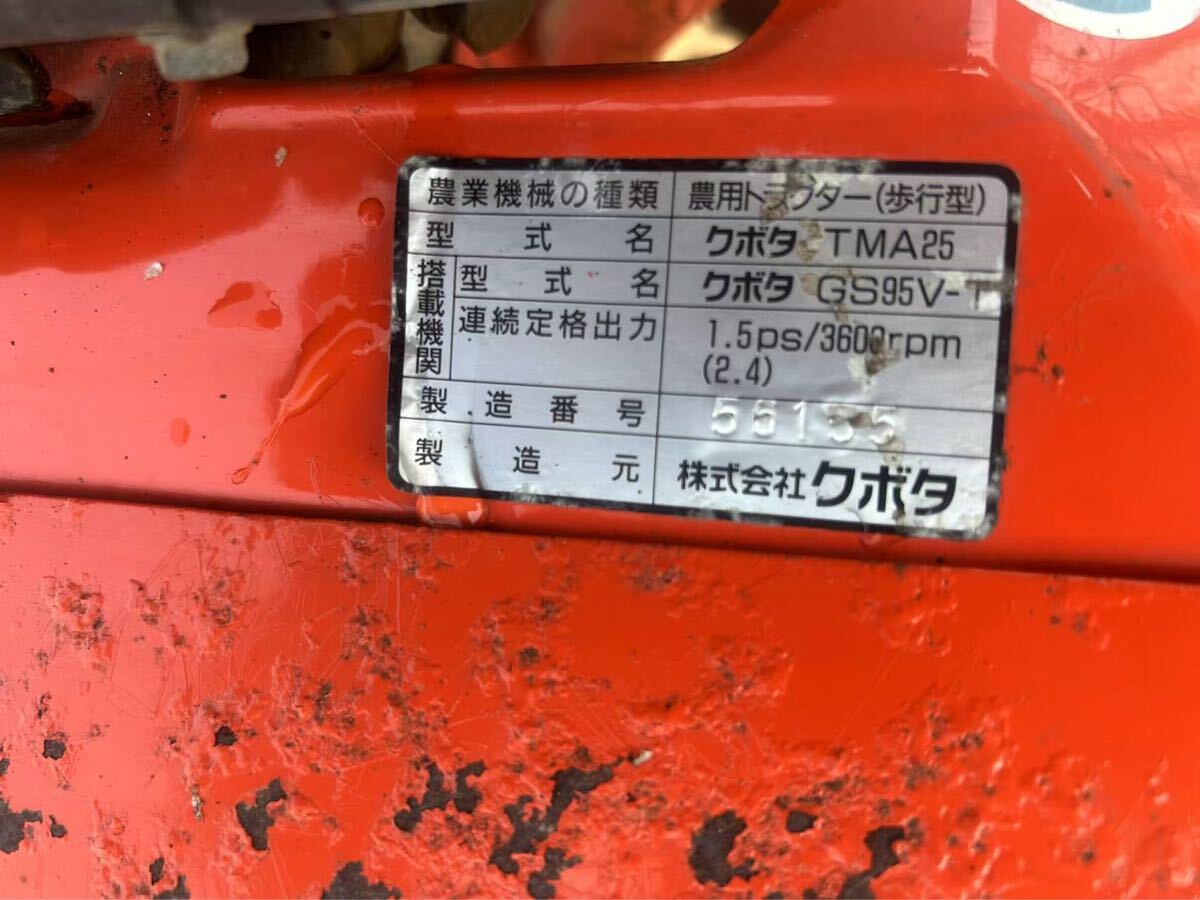 農業機械の種類 農用トラクター(歩行型)
型式名 クボタ TMA25
搭載機関 型式名 クボタ GS95V-T
連続定格出力 1.5ps/3600rpm
(2.4)
製造番号 56155
製造元 株式会社クボタ